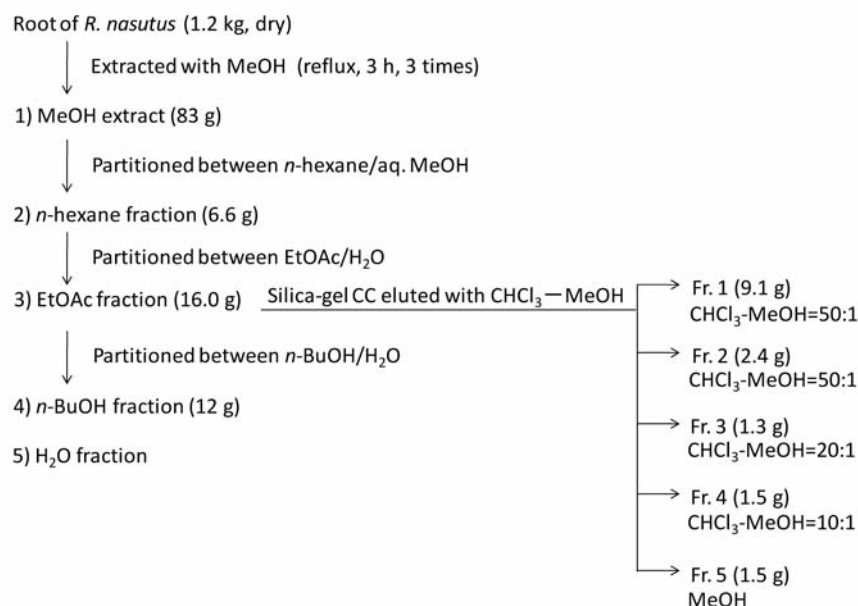 Root of R. nasutus (1.2 kg, dry)
Extracted with MeOH (reflux, 3 h, 3 times)
1) MeOH extract (83 g)
Partitioned between n-hexane/aq. MeOH
2) n-hexane fraction (6.6 g)
Partitioned between EtOAc/H₂O
3) EtOAc fraction (16.0 g)
Silica-gel CC eluted with CHCl₃—MeOH
Partitioned between n-BuOH/H₂O
4) n-BuOH fraction (12 g)
5) H₂O fraction
Fr. 1 (9.1 g)
CHCl₃-MeOH=50:1
Fr. 2 (2.4 g)
CHCl₃-MeOH=50:1
Fr. 3 (1.3 g)
CHCl₃-MeOH=20:1
Fr. 4 (1.5 g)
CHCl₃-MeOH=10:1
Fr. 5 (1.5 g)
MeOH